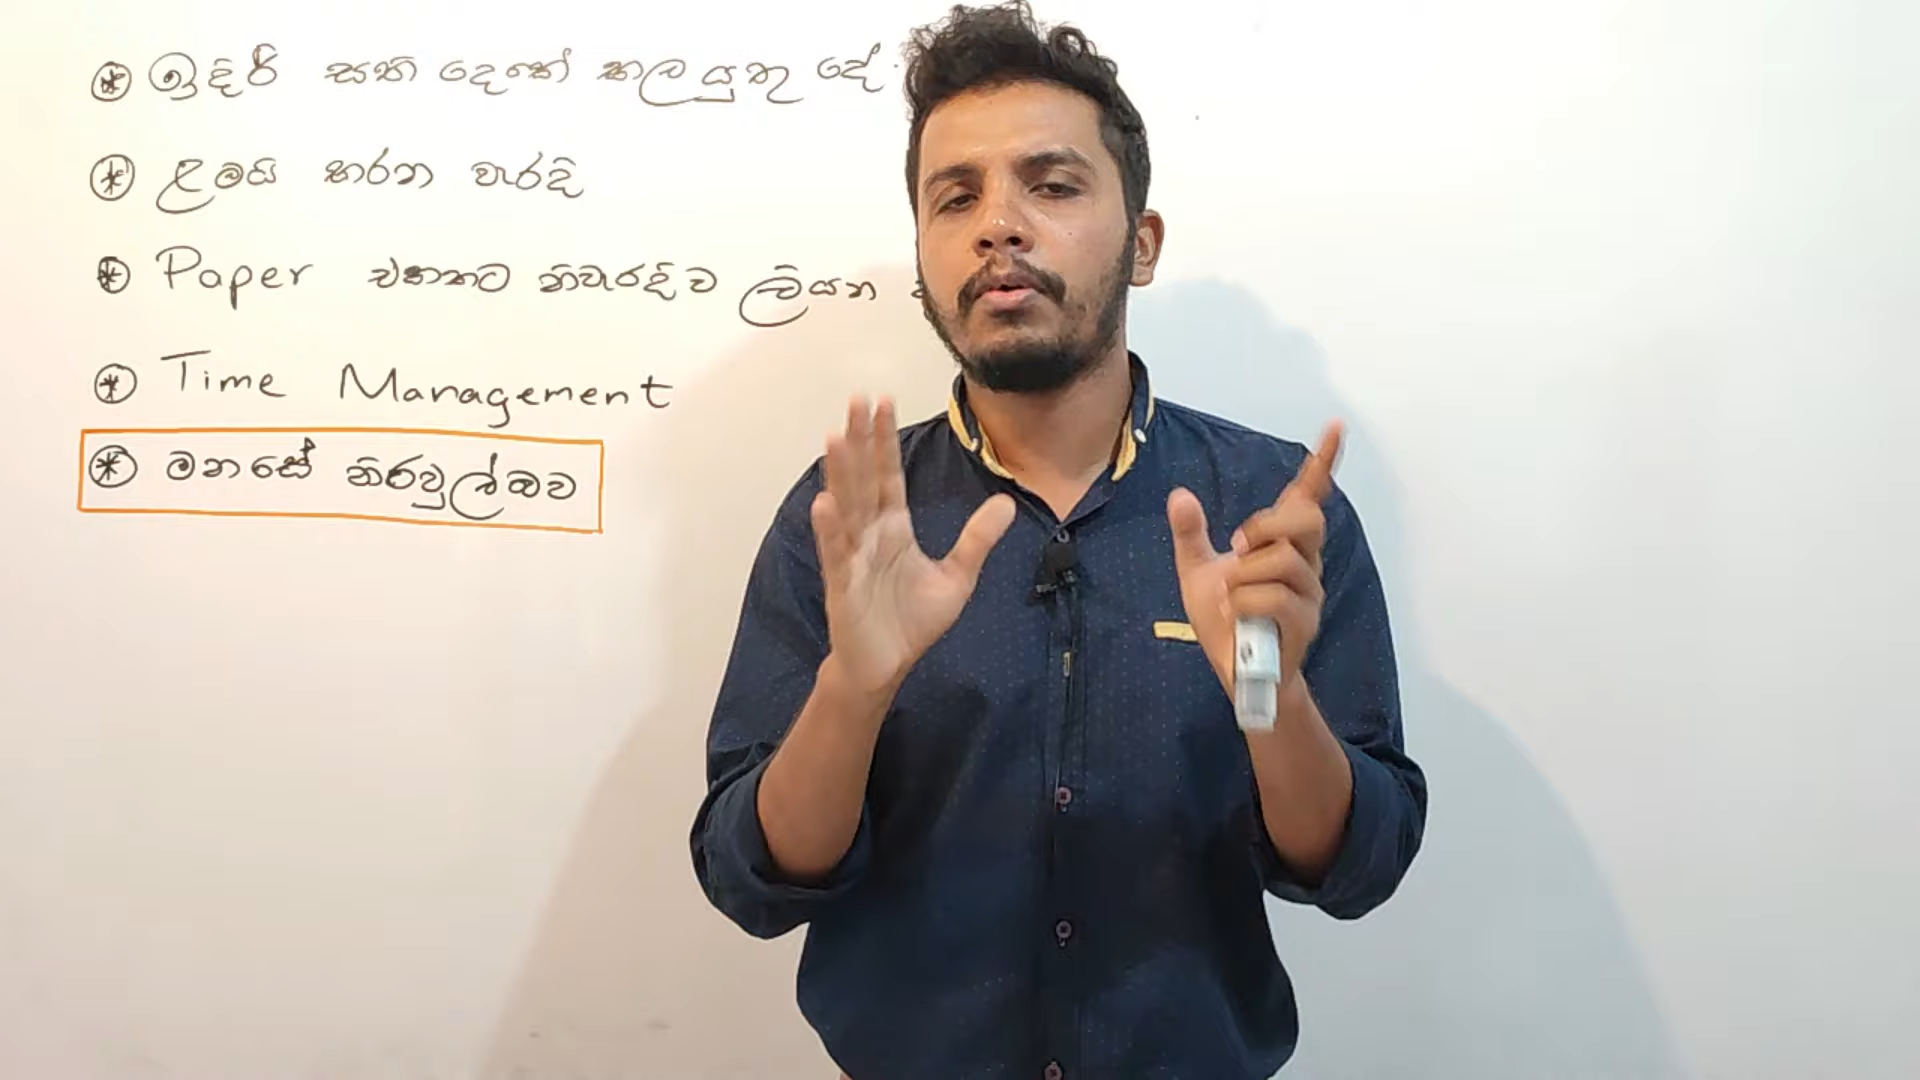 ඉදිරි සති දෙකේ කල යුතු දේ
ළමයි කරන වැරදි
Paper එකකට නිවැරදිව ලියන
Time Management
මනසේ නිරවුල්බව